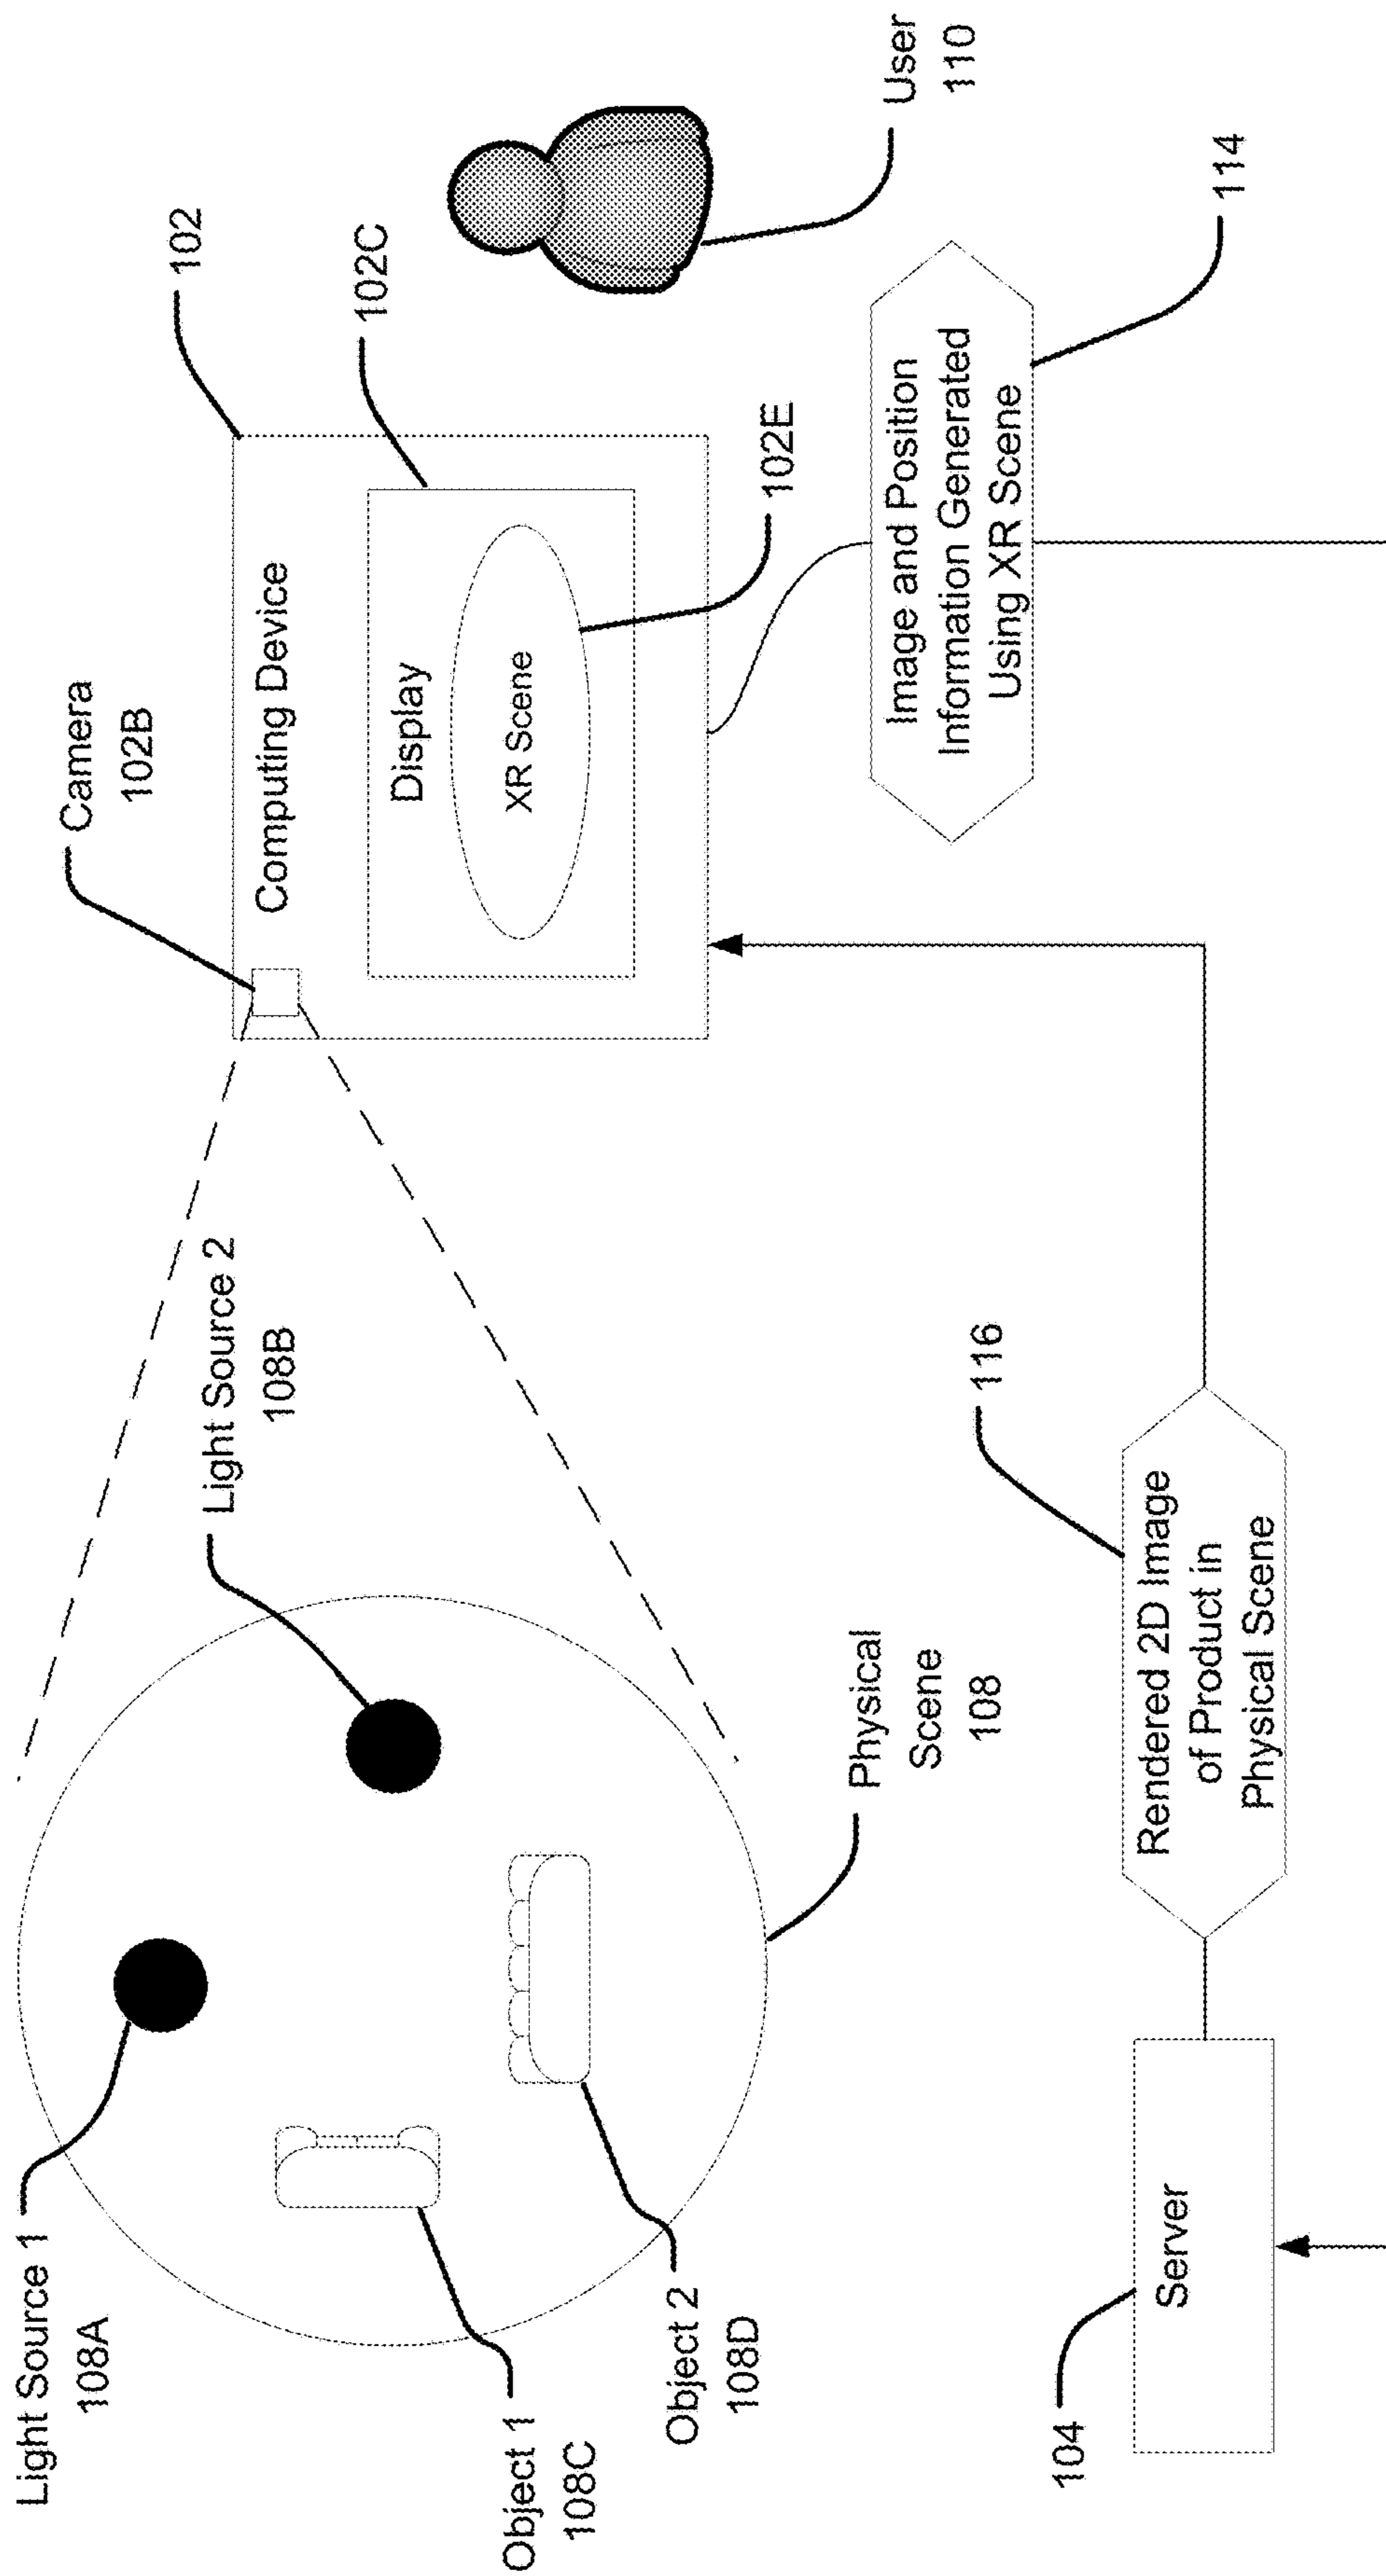 Light Source 1
108A
Object 1
108C
Object 2
108D
Light Source 2
108B
Physical
Scene
108
Camera
102B
Computing Device
102
Display
102C
XR Scene
102E
User
110
Image and Position
Information Generated
Using XR Scene
114
Rendered 2D Image
of Product in
Physical Scene
116
Server
104